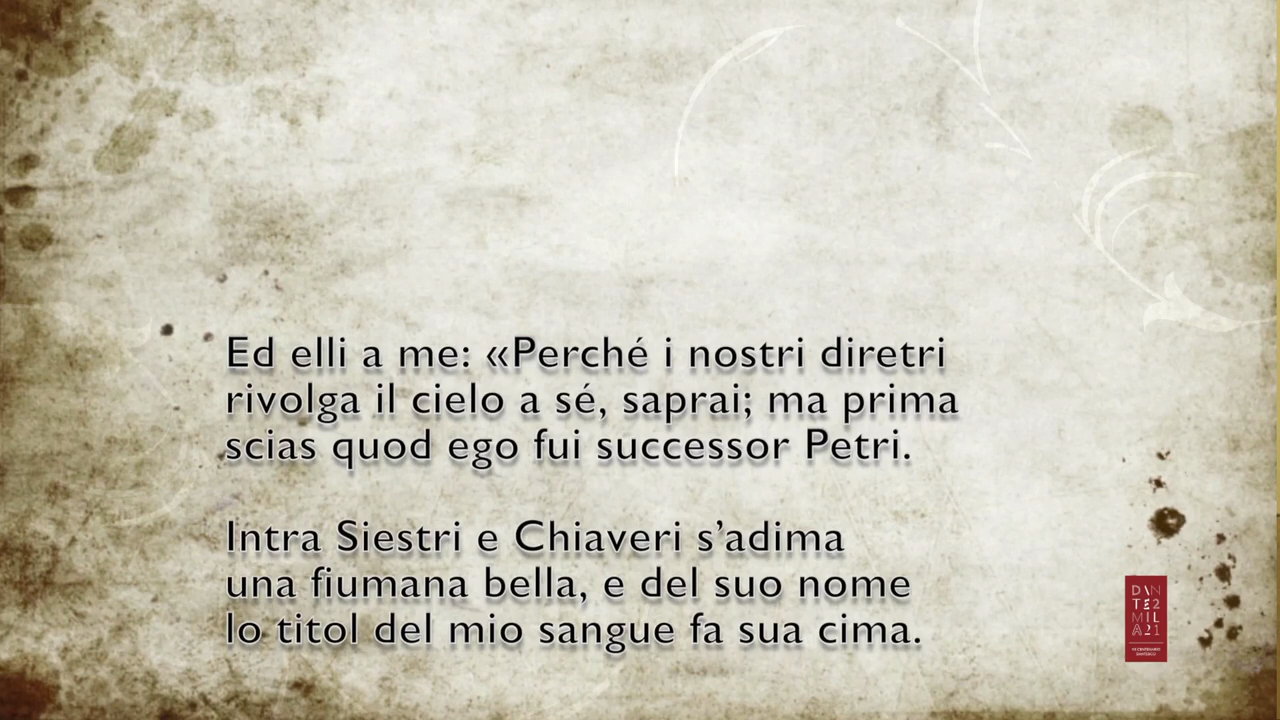 Ed elli a me: «Perché i nostri diretri
rivolga il cielo a sé, saprai; ma prima
scias quod ego fui successor Petri.
Intra Siestri e Chiaveri s’adima
una fiumana bella, e del suo nome
lo titol del mio sangue fa sua cima.
DAN
TE2
MIL
A21